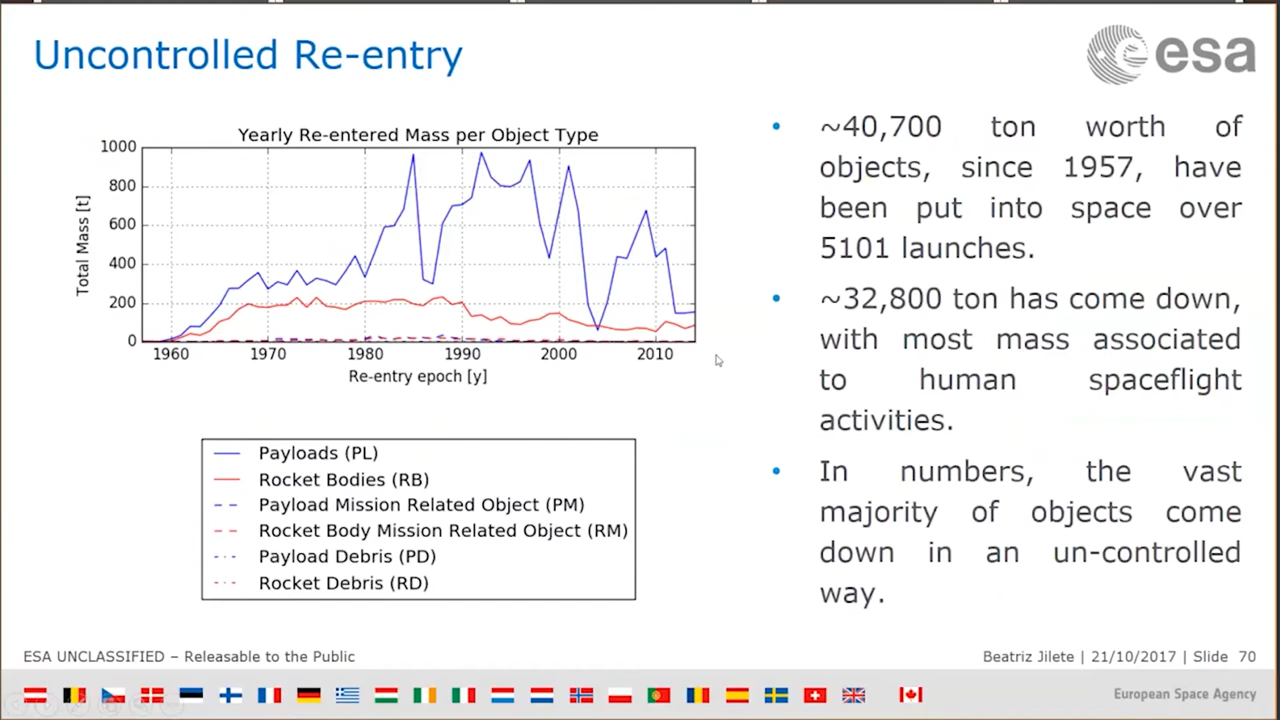 Uncontrolled Re-entry
esa
Yearly Re-entered Mass per Object Type
1000
800
600
400
200
0
Total Mass [t]
1960 1970 1980 1990 2000 2010
Re-entry epoch [y]
Payloads (PL)
Rocket Bodies (RB)
Payload Mission Related Object (PM)
Rocket Body Mission Related Object (RM)
Payload Debris (PD)
Rocket Debris (RD)
• ~40,700 ton worth of
objects, since 1957, have
been put into space over
5101 launches.
• ~32,800 ton has come down,
with most mass associated
to human spaceflight
activities.
• In numbers, the vast
majority of objects come
down in an un-controlled
way.
ESA UNCLASSIFIED – Releasable to the Public
Beatriz Jilete | 21/10/2017 | Slide 70
European Space Agency